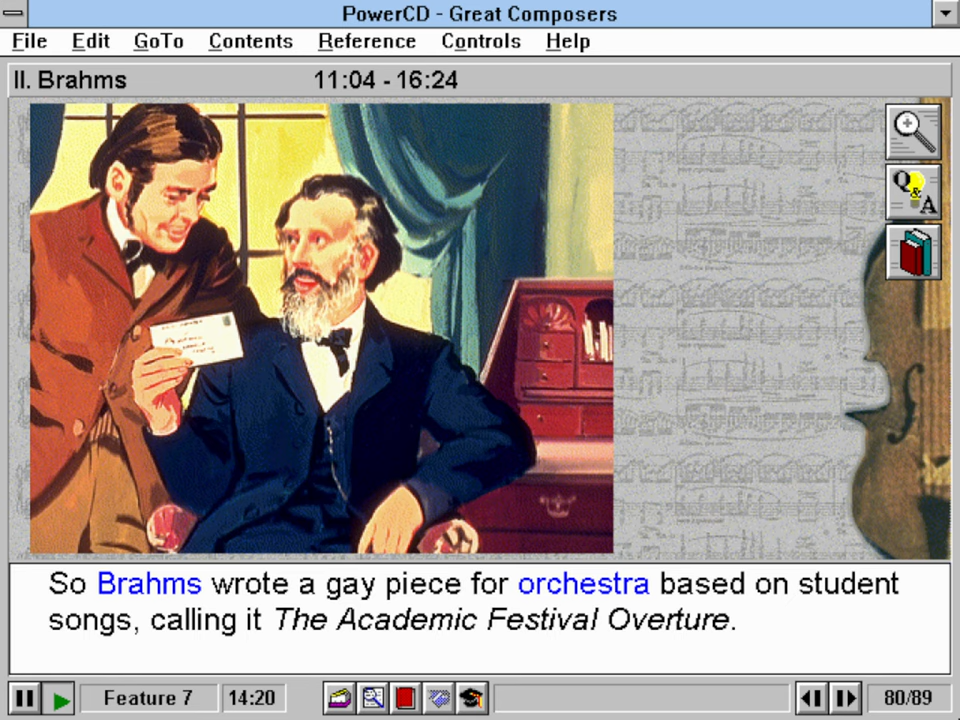 PowerCD - Great Composers
File Edit GoTo Contents Reference Controls Help
II. Brahms 11:04 - 16:24
Q & A
So Brahms wrote a gay piece for orchestra based on student
songs, calling it The Academic Festival Overture.
Feature 7 14:20 80/89